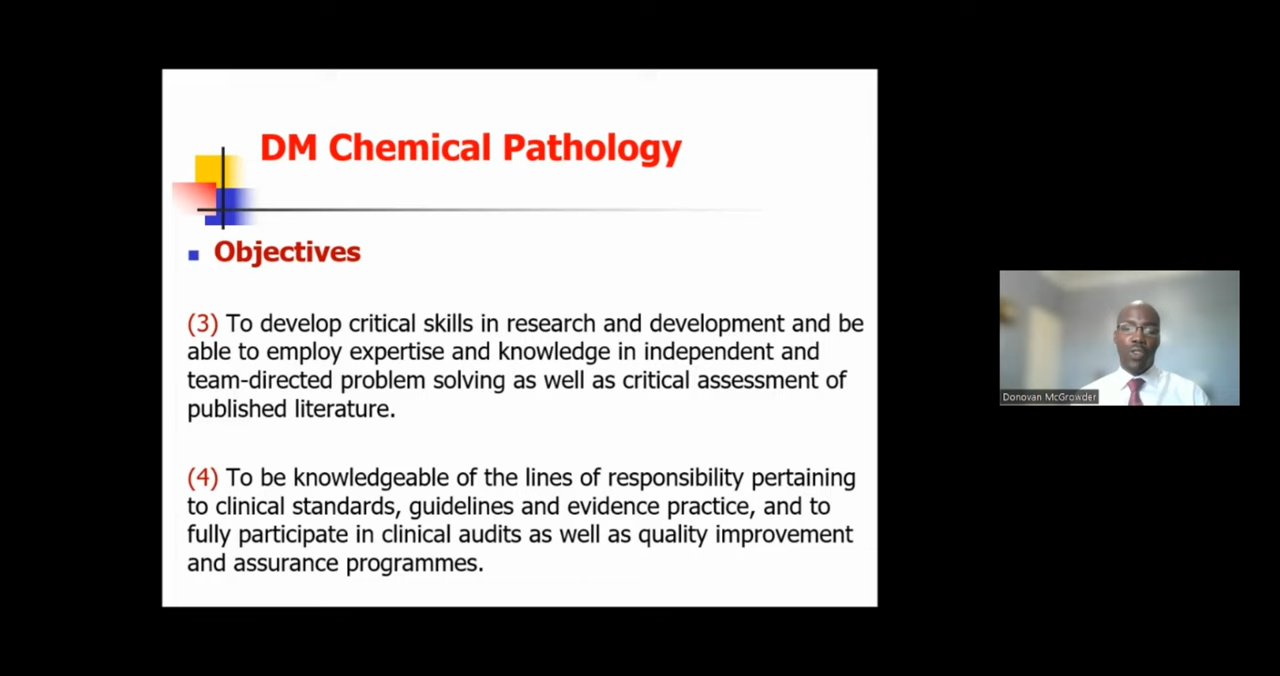 DM Chemical Pathology
Objectives
(3) To develop critical skills in research and development and be
able to employ expertise and knowledge in independent and
team-directed problem solving as well as critical assessment of
published literature.
(4) To be knowledgeable of the lines of responsibility pertaining
to clinical standards, guidelines and evidence practice, and to
fully participate in clinical audits as well as quality improvement
and assurance programmes.
Donovan McGrowder